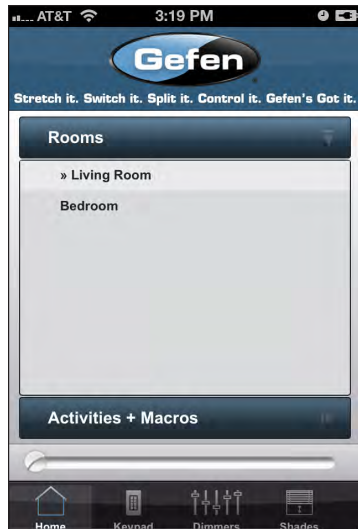 AT&T 3:19 PM
Gefen
Stretch it. Switch it. Split it. Control it. Gefen's Got it.
Rooms
» Living Room
Bedroom
Activities + Macros
Home Keypad Dimmers Shades